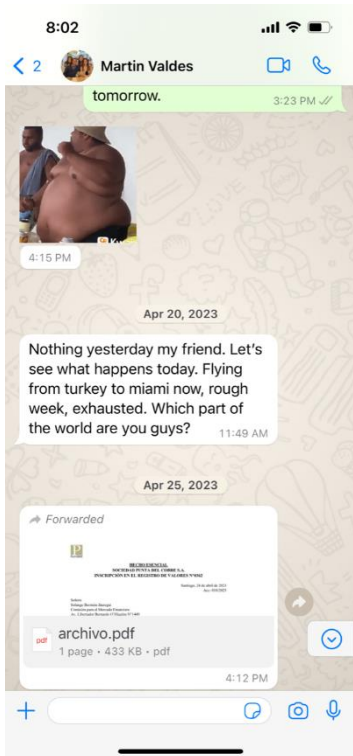 8:02
2
Martin Valdes
tomorrow.
3:23 PM
4:15 PM
Apr 20, 2023
Nothing yesterday my friend. Let's
see what happens today. Flying
from turkey to miami now, rough
week, exhausted. Which part of
the world are you guys?
11:49 AM
Apr 25, 2023
Forwarded
P
HECHO ESENCIAL
SOCIEDAD PUNTA DEL COBRE S.A.
INSCRIPCIÓN EN EL REGISTRO DE VALORES N°0342
Señora
pdf
archivo.pdf
1 page • 433 KB • pdf
4:12 PM